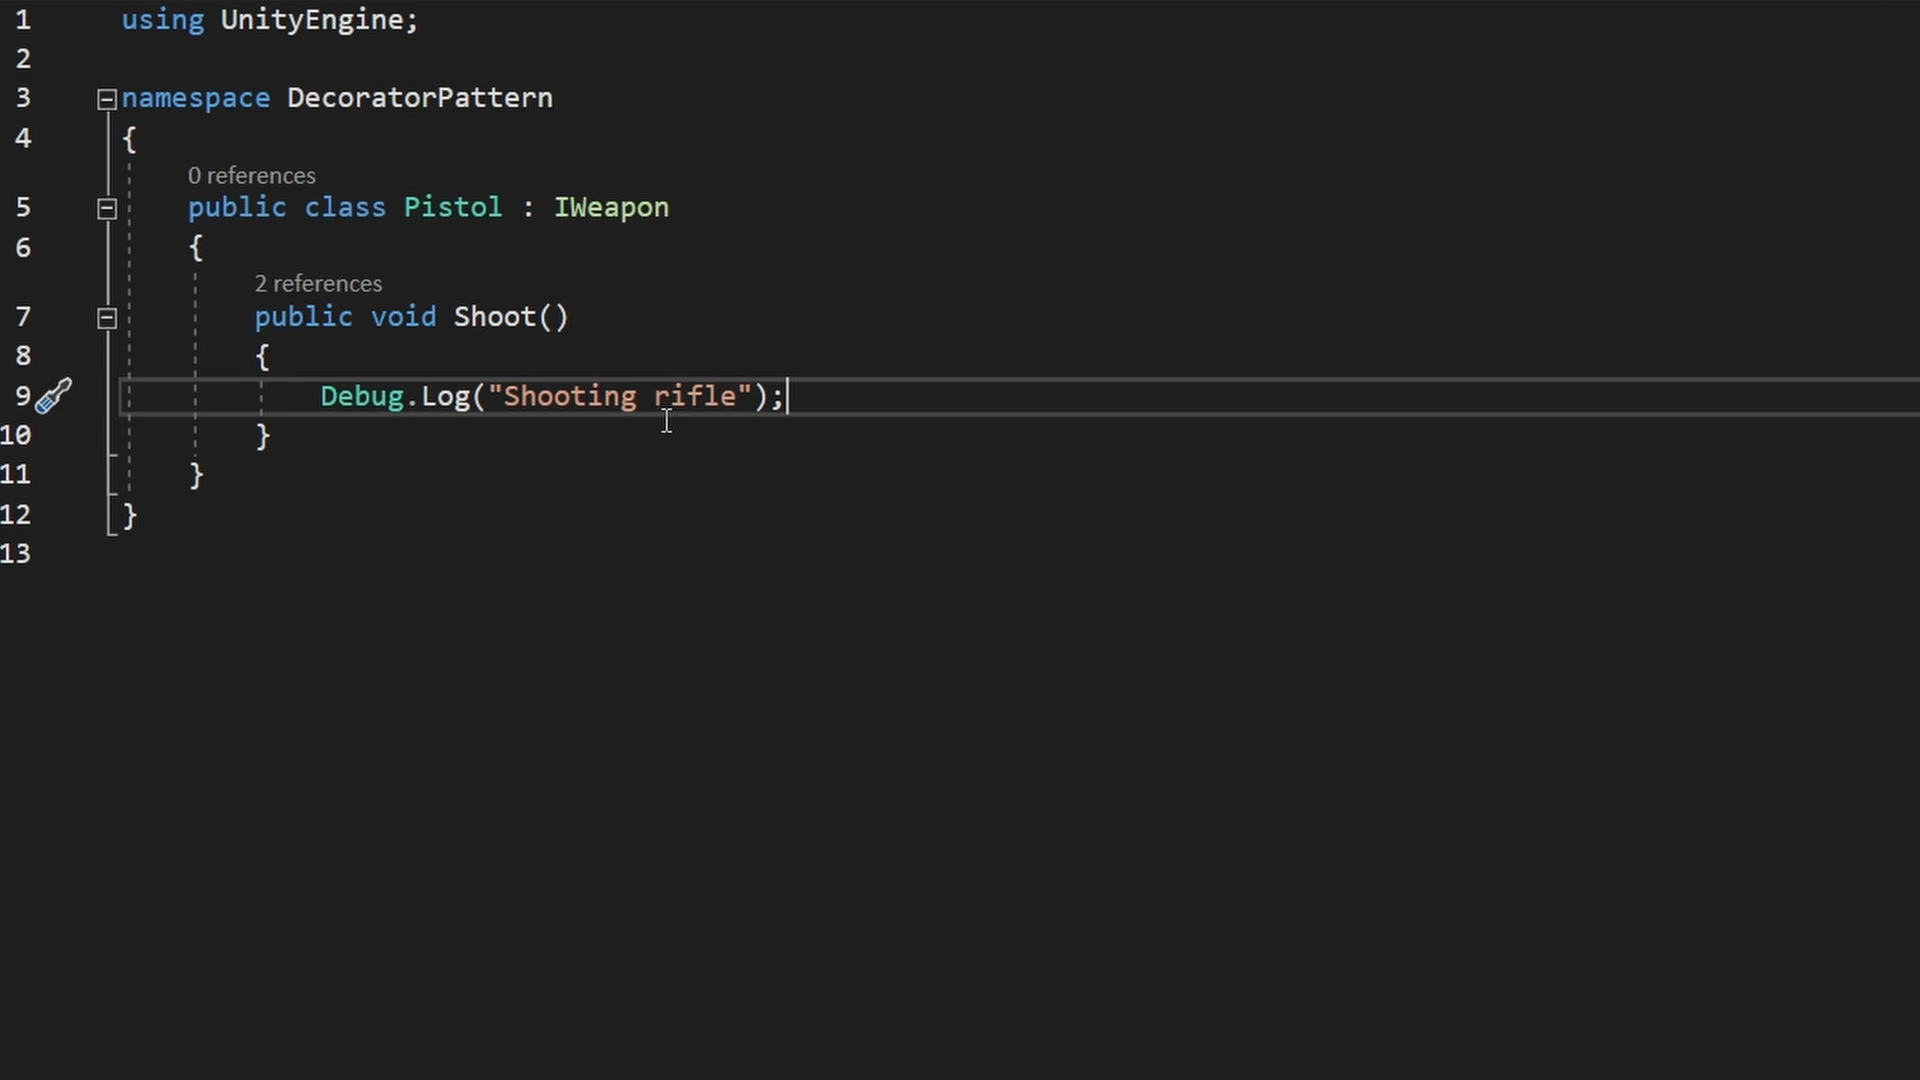 1 using UnityEngine;
2
3 namespace DecoratorPattern
4 {
0 references
5 public class Pistol : IWeapon
6 {
2 references
7 public void Shoot()
8 {
9 Debug.Log("Shooting rifle");
10 }
11 }
12 }
13